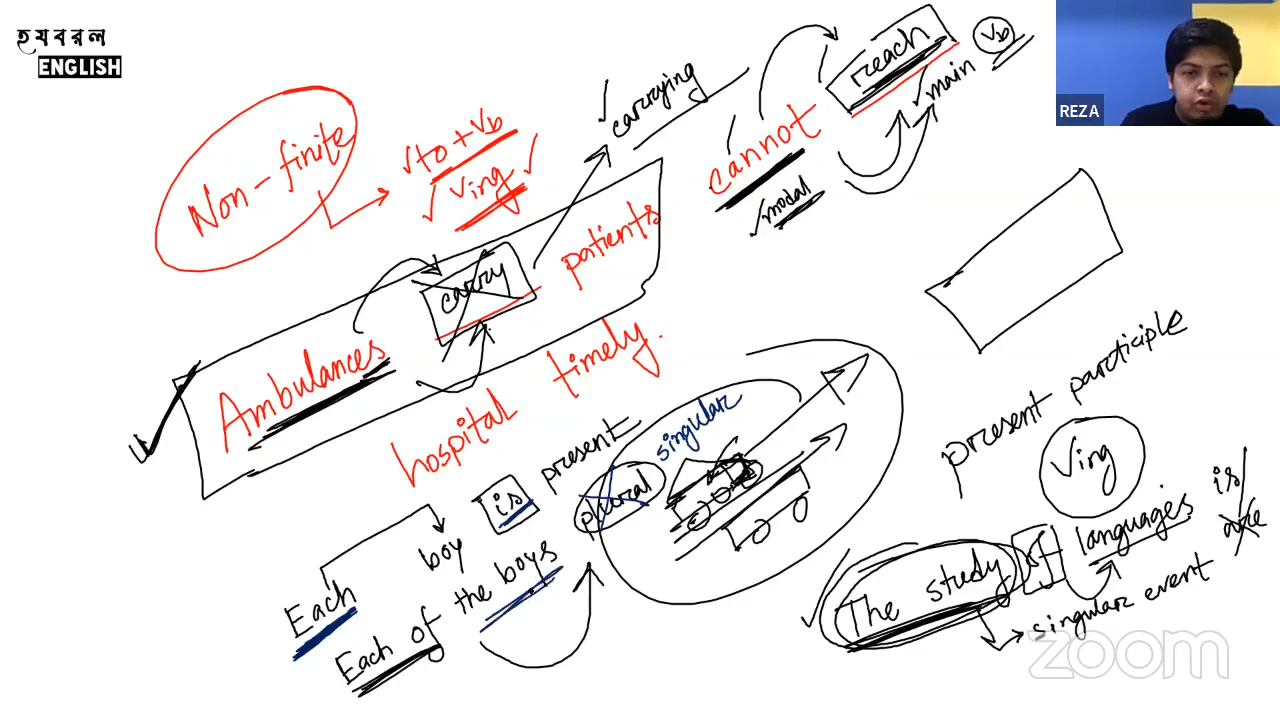 হযবরল
ENGLISH
REZA
Non-finite
to + Vb
Ving
carrying
cannot
modal
reach
Vb
main
Ambulances carry patients
hospital timely.
present participle
Ving
Each boy is present
Each of the boys
plural
singular
The study of languages is/are
singular event
zoom